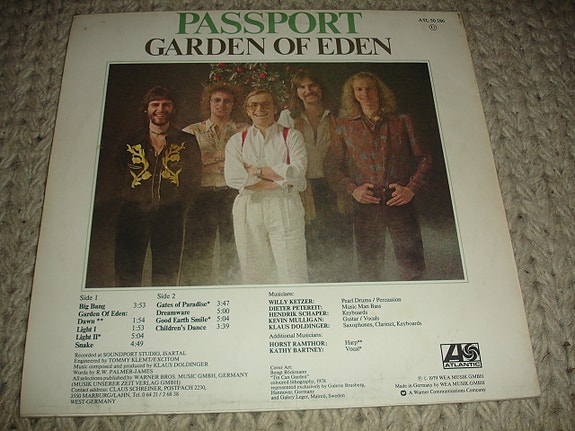 PASSPORT
ATL 50 580
U
GARDEN OF EDEN
Side 1
Big Bang 3:53
Garden Of Eden:
Dawn ** 1:54
Light I 1:53
Light II* 5:04
Snake 4:49
Side 2
Gates of Paradise* 3:47
Dreamware 5:00
Good Earth Smile* 5:04
Children's Dance 3:39
Recorded at SOUNDPORT STUDIO, ISARTAL
Engineered by TOMMY KLEMT/EXCITOM
Music composed and produced by KLAUS DOLDINGER
Words by R.W. PALMER-JAMES
All selections published by WARNER BROS. MUSIC GMBH, GERMANY
(MUSIK UNSERER ZEIT VERLAG GMBH)
Contact address: CLAUS SCHREINER, POSTFACH 2230,
3550 MARBURG/LAHN, Tel. 0 64 21 / 2 68 58
WEST-GERMANY
Musicians:
WILLY KETZER: Pearl Drums / Percussion
DIETER PETEREIT: Music Man Bass
HENDRIK SCHAPER: Keyboards
KEVIN MULLIGAN: Guitar / Vocals
KLAUS DOLDINGER: Saxophones, Clarinet, Keyboards
Additional Musicians:
HORST RAMTHOR: Harp**
KATHY BARTNEY: Vocal*
Cover Art:
Bengt Böckmann
"Tin Can Garden"
coloured lithography, 1978
represented exclusively by Galerie Brusberg,
Hannover, Germany
and Galery Leger, Malmö, Sweden
ATLANTIC
℗ © 1979 WEA MUSIK GMBH
Made in Germany by WEA MUSIK GMBH
A Warner Communications Company